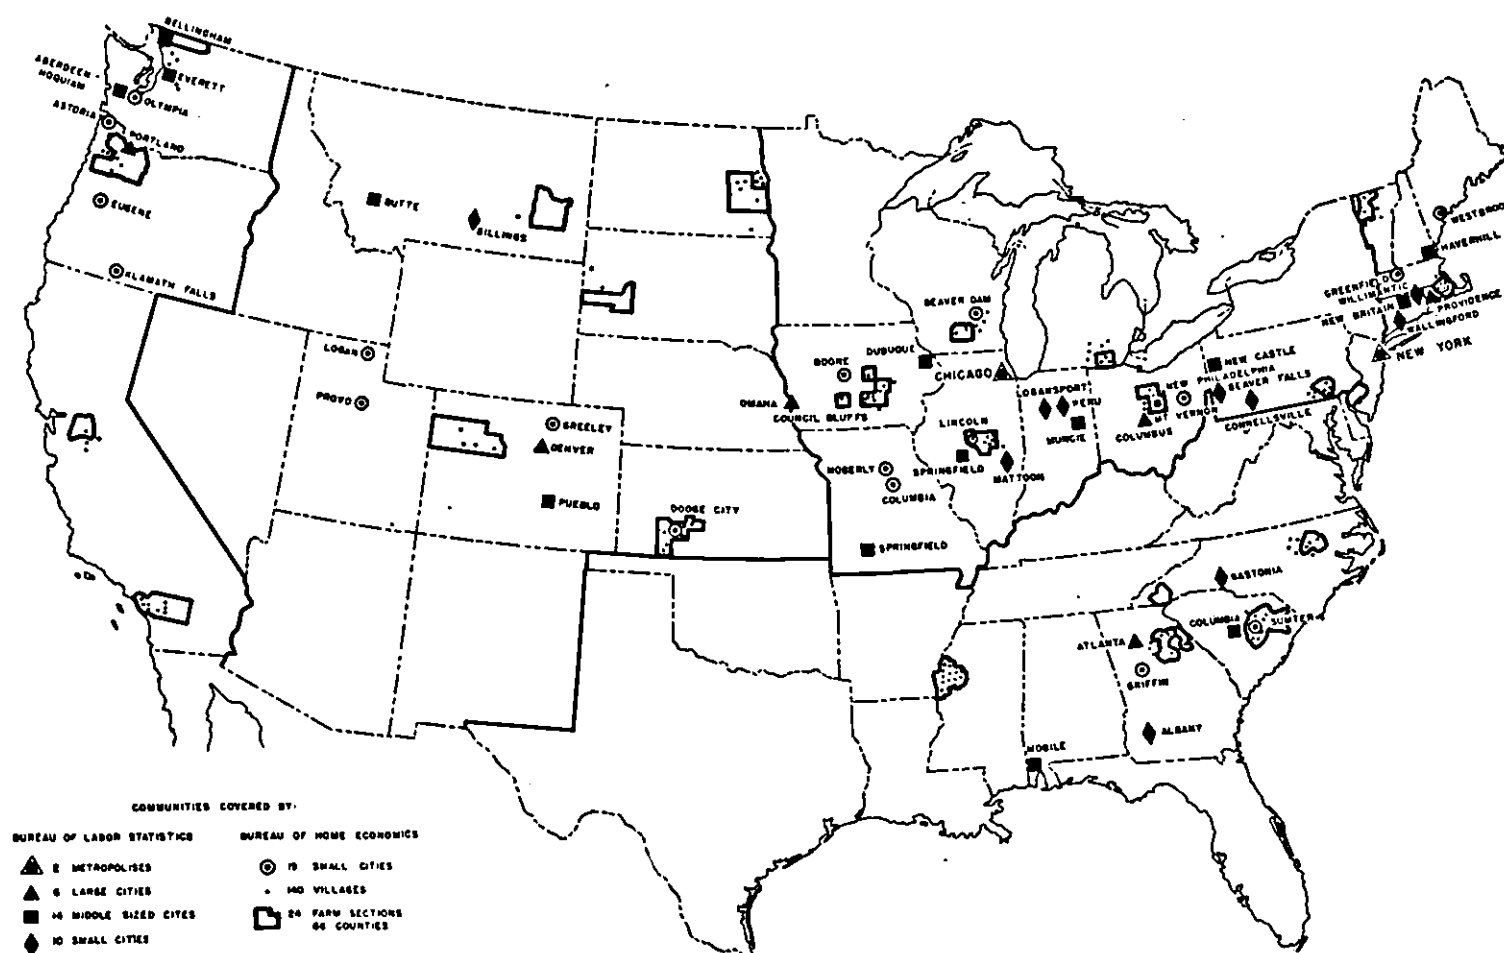 BELLINGHAM
ABERDEEN -
HOQUIAM
EVERETT
OLYMPIA
ASTORIA
PORTLAND
EUGENE
KLAMATH FALLS
BUTTE
BILLINGS
LOGAN
PROVO
GREELEY
DENVER
PUEBLO
DODGE CITY
OMAHA
COUNCIL BLUFFS
BOONE
DUBUQUE
BEAVER DAM
CHICAGO
MOBERLY
COLUMBIA
SPRINGFIELD
LINCOLN
SPRINGFIELD
MATTOON
LOGANSPORT
PERU
MUNCIE
COLUMBUS
MT VERNON
NEW PHILADELPHIA
NEW CASTLE
BEAVER FALLS
CONNELLSVILLE
WESTBROO
HAVERHILL
GREENFIELD
WILLIMANTIC
NEW BRITAIN
PROVIDENCE
WALLINGFORD
NEW YORK
GASTONIA
COLUMBIA
SUMTER
ATLANTA
GRIFFIN
ALBANY
MOBILE
COMMUNITIES COVERED BY:
BUREAU OF LABOR STATISTICS
2 METROPOLISES
6 LARGE CITIES
14 MIDDLE SIZED CITES
10 SMALL CITIES
BUREAU OF HOME ECONOMICS
19 SMALL CITIES
140 VILLAGES
24 FARM SECTIONS
66 COUNTIES